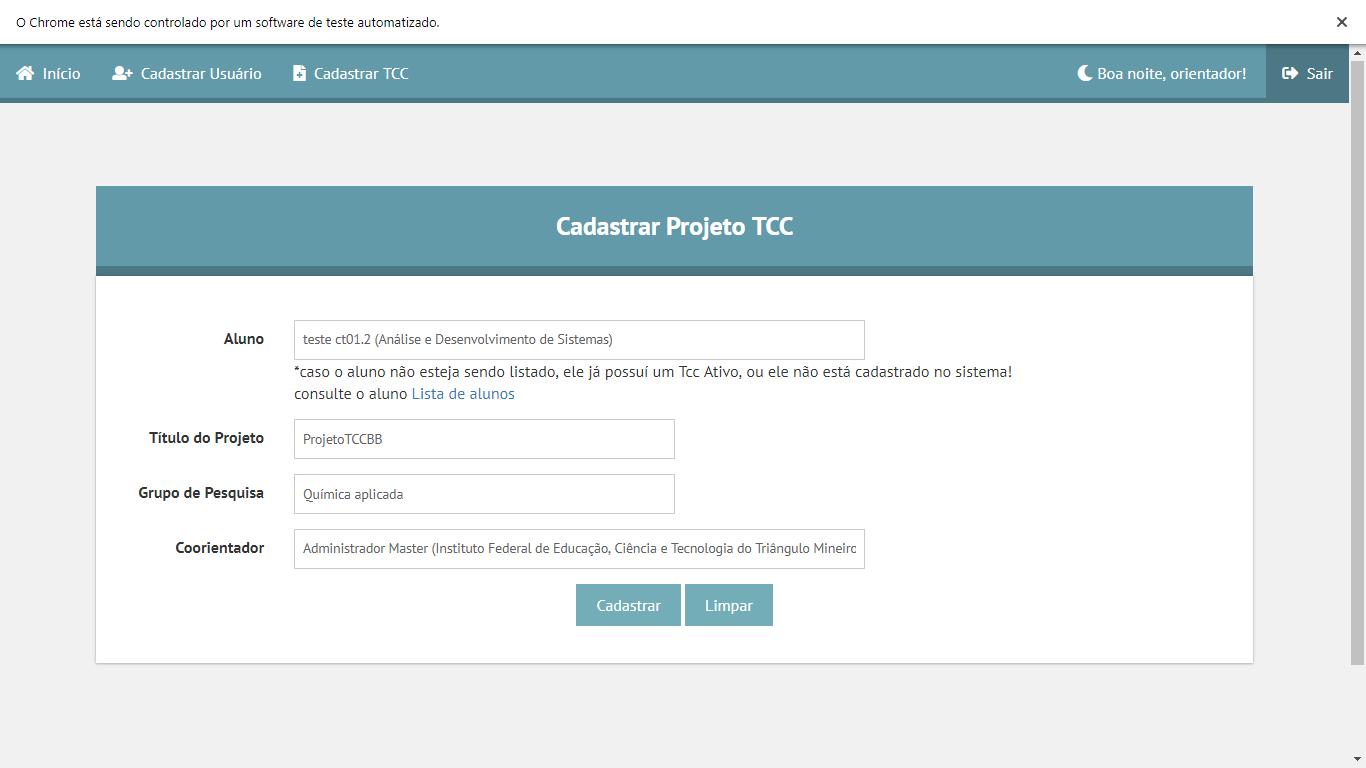 O Chrome está sendo controlado por um software de teste automatizado.
Início
Cadastrar Usuário
Cadastrar TCC
Boa noite, orientador!
Sair
Cadastrar Projeto TCC
Aluno
teste ct01.2 (Análise e Desenvolvimento de Sistemas)
*caso o aluno não esteja sendo listado, ele já possuí um Tcc Ativo, ou ele não está cadastrado no sistema!
consulte o aluno Lista de alunos
Título do Projeto
ProjetoTCCBB
Grupo de Pesquisa
Química aplicada
Coorientador
Administrador Master (Instituto Federal de Educação, Ciência e Tecnologia do Triângulo Mineiro
Cadastrar
Limpar